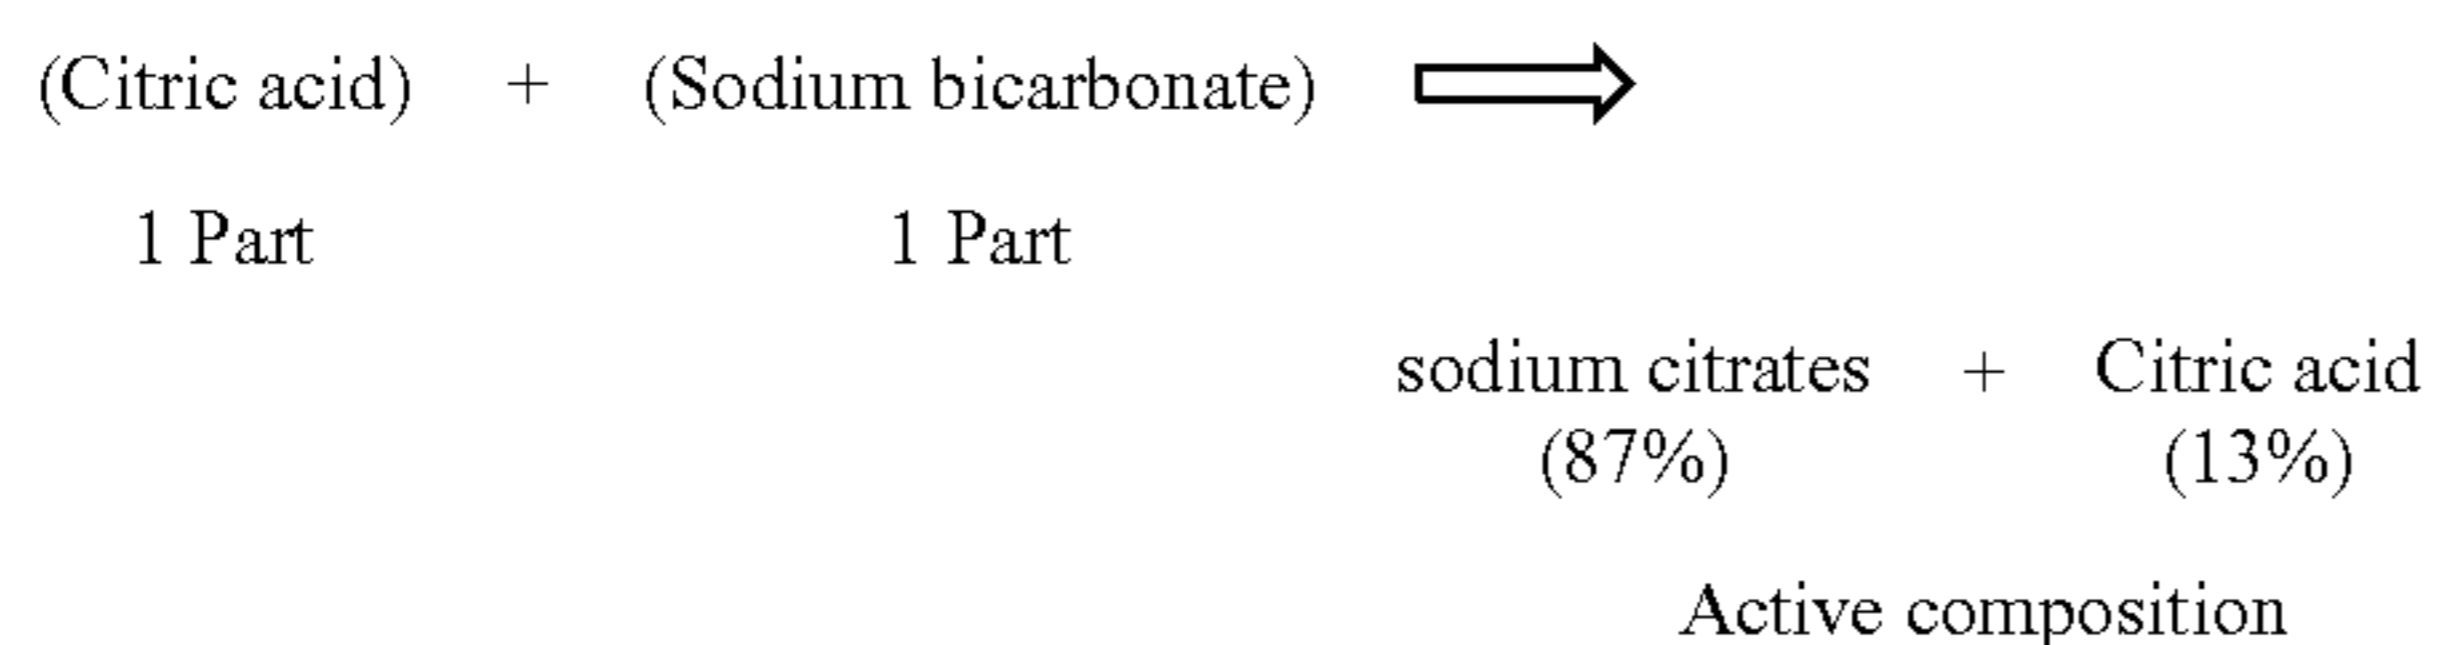 (Citric acid) + (Sodium bicarbonate)
1 Part 1 Part
sodium citrates + Citric acid
(87%) (13%)
Active composition